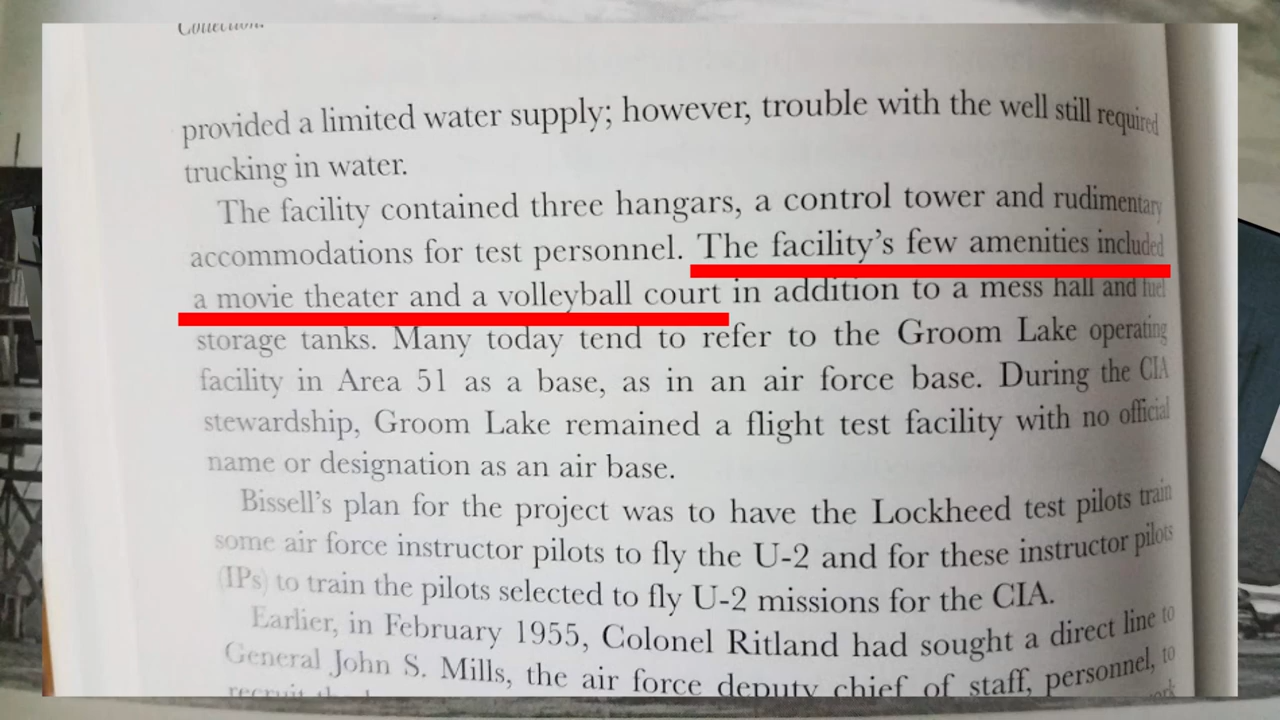 Collection.
provided a limited water supply; however, trouble with the well still required
trucking in water.
The facility contained three hangars, a control tower and rudimentary
accommodations for test personnel. The facility's few amenities included
a movie theater and a volleyball court in addition to a mess hall and fuel
storage tanks. Many today tend to refer to the Groom Lake operating
facility in Area 51 as a base, as in an air force base. During the CIA
stewardship, Groom Lake remained a flight test facility with no official
name or designation as an air base.
Bissell's plan for the project was to have the Lockheed test pilots train
some air force instructor pilots to fly the U-2 and for these instructor pilots
(IPs) to train the pilots selected to fly U-2 missions for the CIA.
Earlier, in February 1955, Colonel Ritland had sought a direct line to
General John S. Mills, the air force deputy chief of staff, personnel, to
recruit